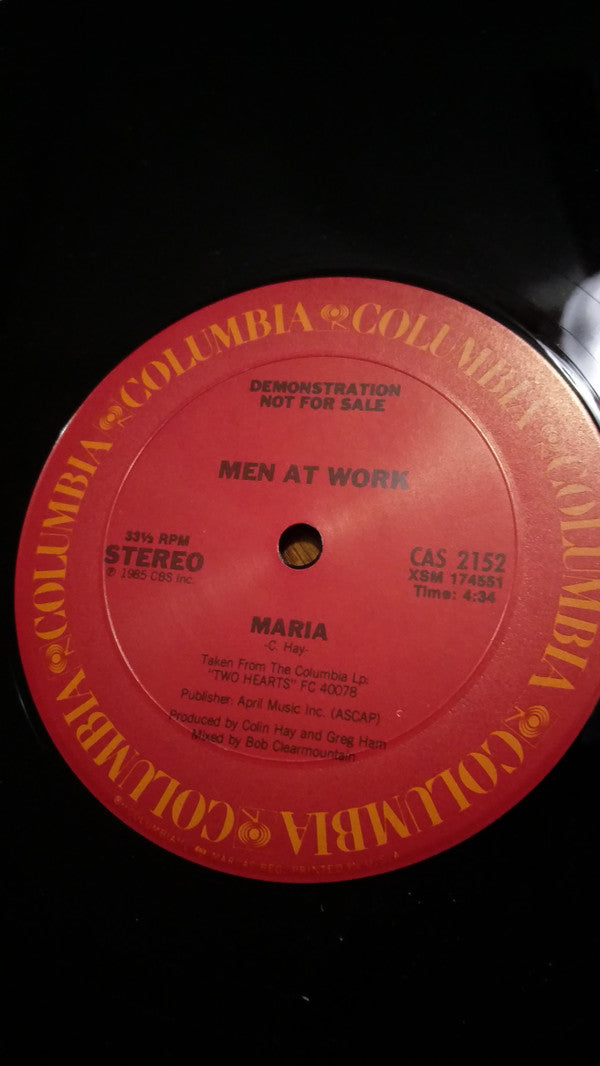 COLUMBIA COLUMBIA COLUMBIA COLUMBIA COLUMBIA COLUMBIA
DEMONSTRATION
NOT FOR SALE
MEN AT WORK
33⅓ RPM
STEREO
℗ 1985 CBS Inc.
CAS 2152
XSM 174551
Time: 4:34
MARIA
-C. Hay-
Taken From The Columbia Lp:
"TWO HEARTS" FC 40078
Publisher: April Music Inc. (ASCAP)
Produced by Colin Hay and Greg Ham
Mixed by Bob Clearmountain
PRINTED IN U.S.A.